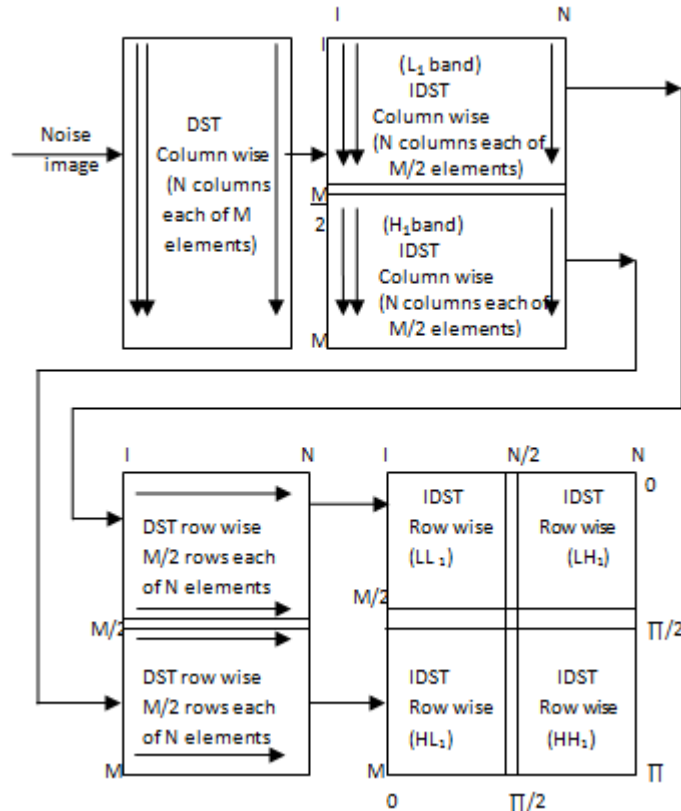 I N
Noise
image
DST
Column wise
(N columns
each of M
elements)
I
(L₁ band)
IDST
Column wise
(N columns each of
M/2 elements)
M
2
(H₁band)
IDST
Column wise
(N columns each of
M/2 elements)
M
I N
DST row wise
M/2 rows each
of N elements
M/2
DST row wise
M/2 rows each
of N elements
M
I N/2 N
0
IDST
Row wise
(LL ₁)
IDST
Row wise
(LH₁)
M/2
∏/2
IDST
Row wise
(HL₁)
IDST
Row wise
(HH₁)
M
∏
0 ∏/2